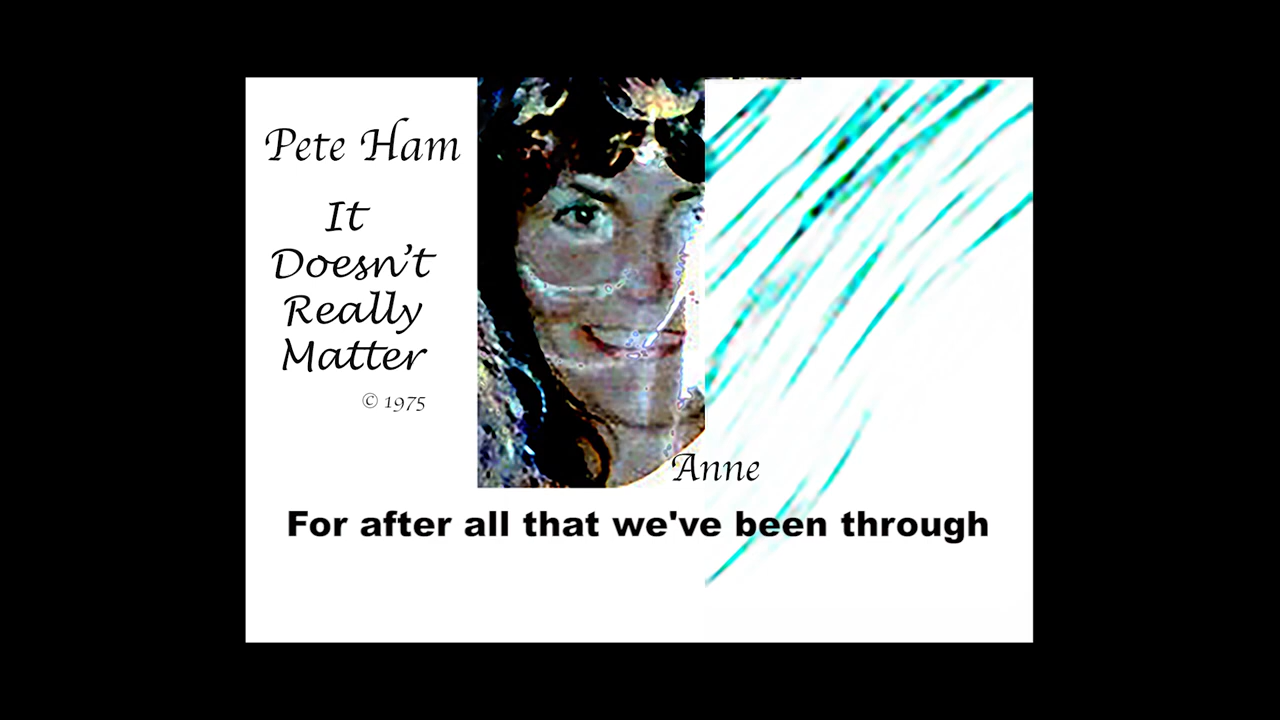 Pete Ham
It
Doesn't
Really
Matter
© 1975
Anne
For after all that we've been through